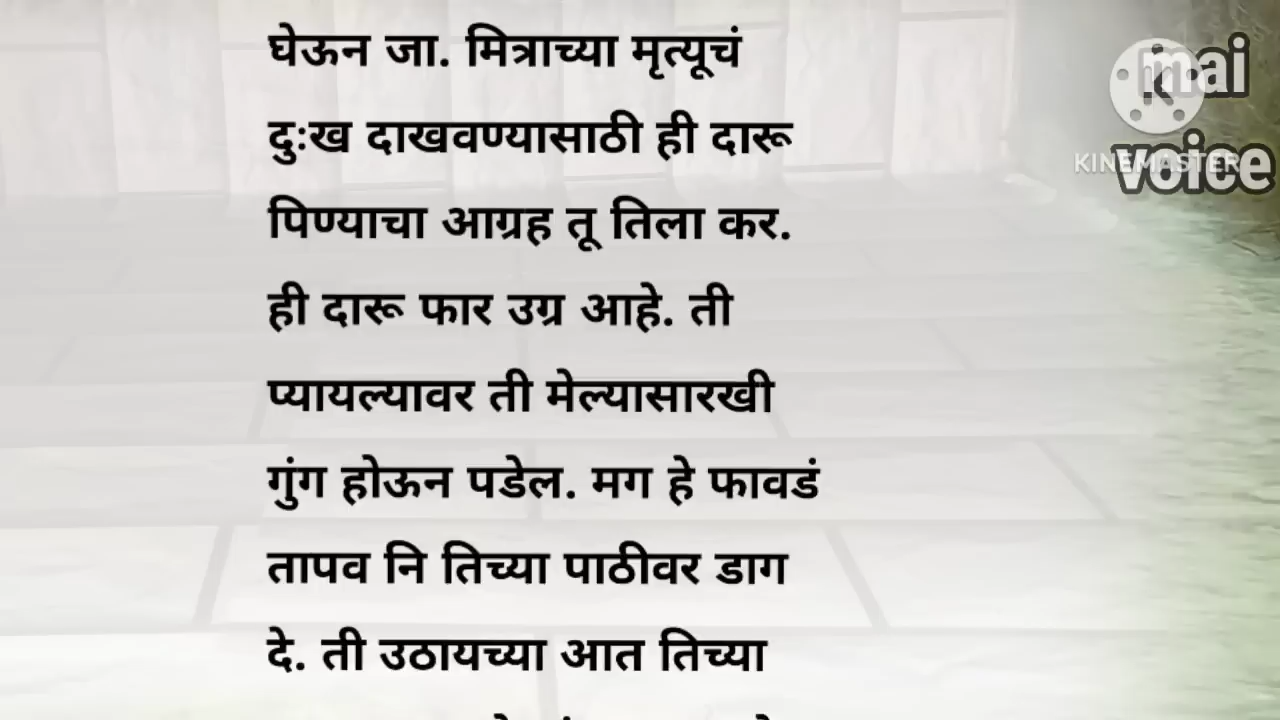 घेऊन जा. मित्राच्या मृत्यूचं
दुःख दाखवण्यासाठी ही दारू
पिण्याचा आग्रह तू तिला कर.
ही दारू फार उग्र आहे. ती
प्यायल्यावर ती मेल्यासारखी
गुंग होऊन पडेल. मग हे फावडं
तापव नि तिच्या पाठीवर डाग
दे. ती उठायच्या आत तिच्या
mai
voice
KINEMASTER